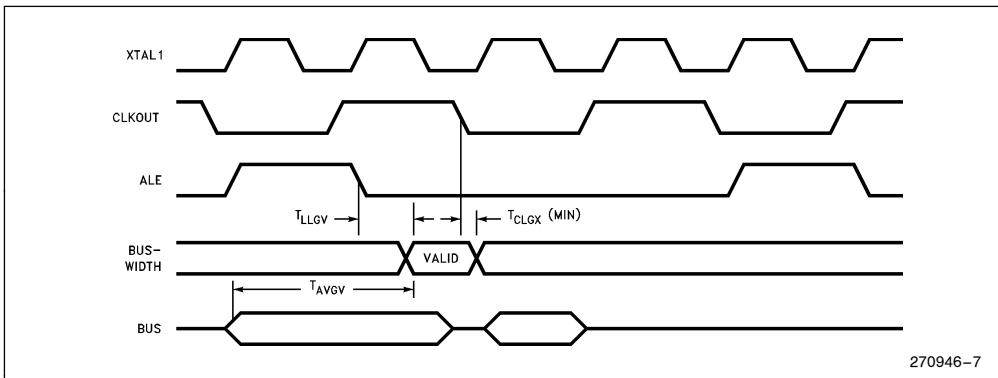 XTAL1
CLKOUT
ALE
TLLGV
TCLGX (MIN)
BUS-
WIDTH
VALID
TAVGV
BUS
270946-7